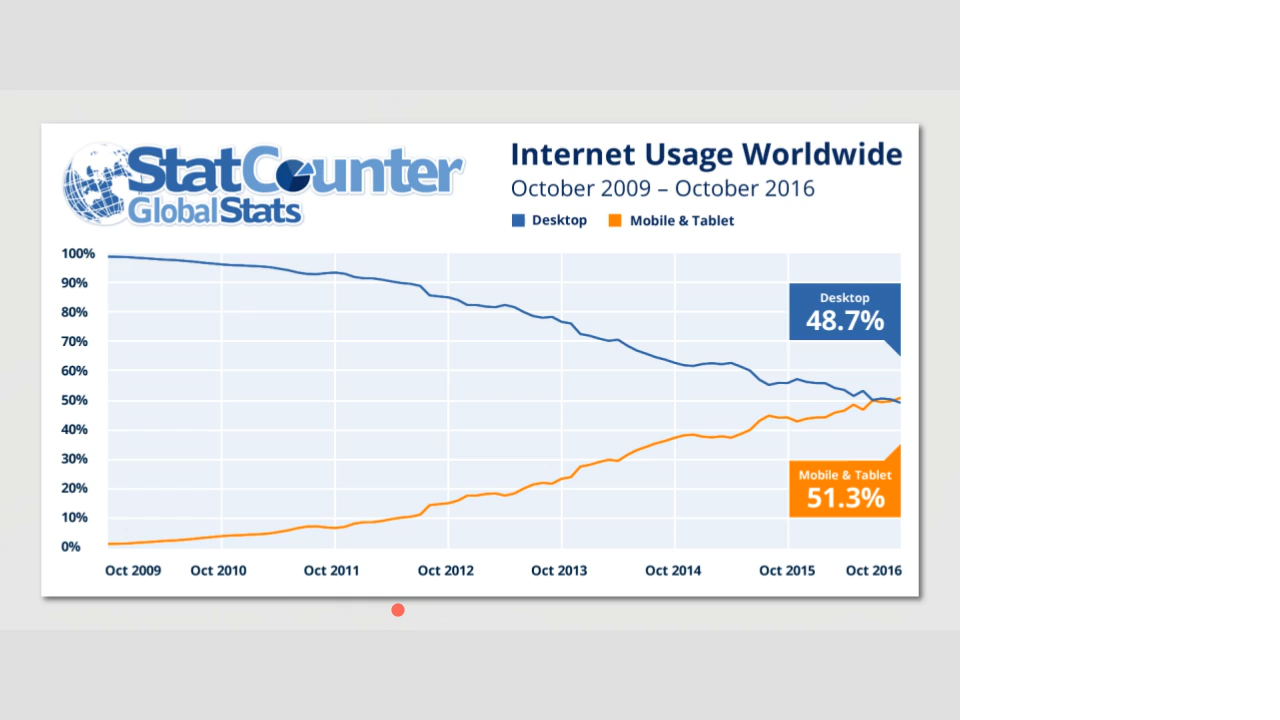 StatCounter
GlobalStats
Internet Usage Worldwide
October 2009 – October 2016
Desktop Mobile & Tablet
100%
90%
80%
70%
60%
50%
40%
30%
20%
10%
0%
Desktop
48.7%
Mobile & Tablet
51.3%
Oct 2009 Oct 2010 Oct 2011 Oct 2012 Oct 2013 Oct 2014 Oct 2015 Oct 2016